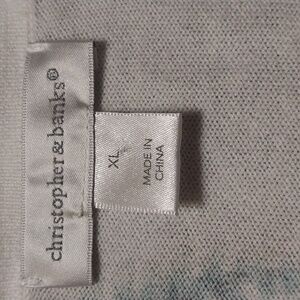 christopher & banks®
XL
MADE IN
CHINA